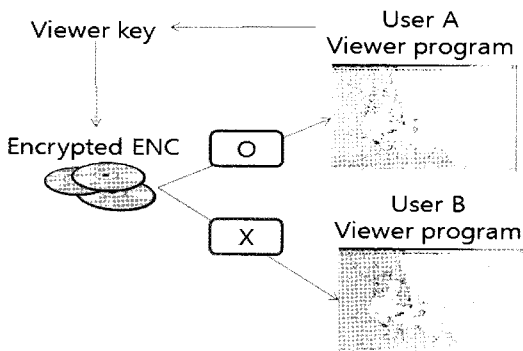 Viewer key
User A
Viewer program
Encrypted ENC
O
X
User B
Viewer program